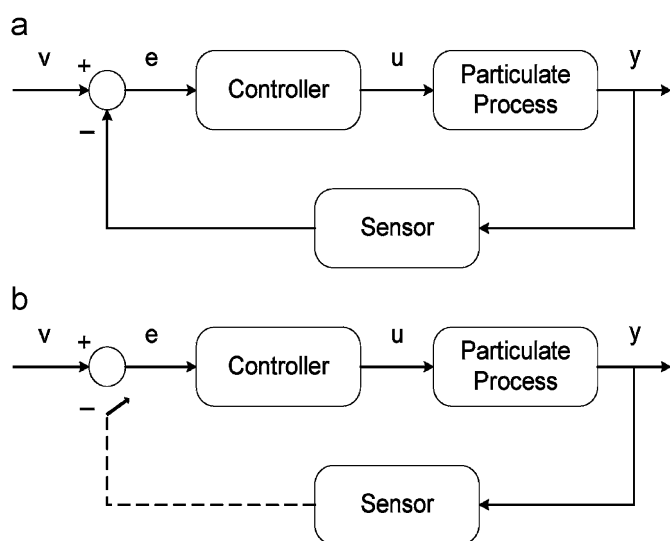 a
v + e Controller u Particulate Process y
−
Sensor
b
v + e Controller u Particulate Process y
−
Sensor